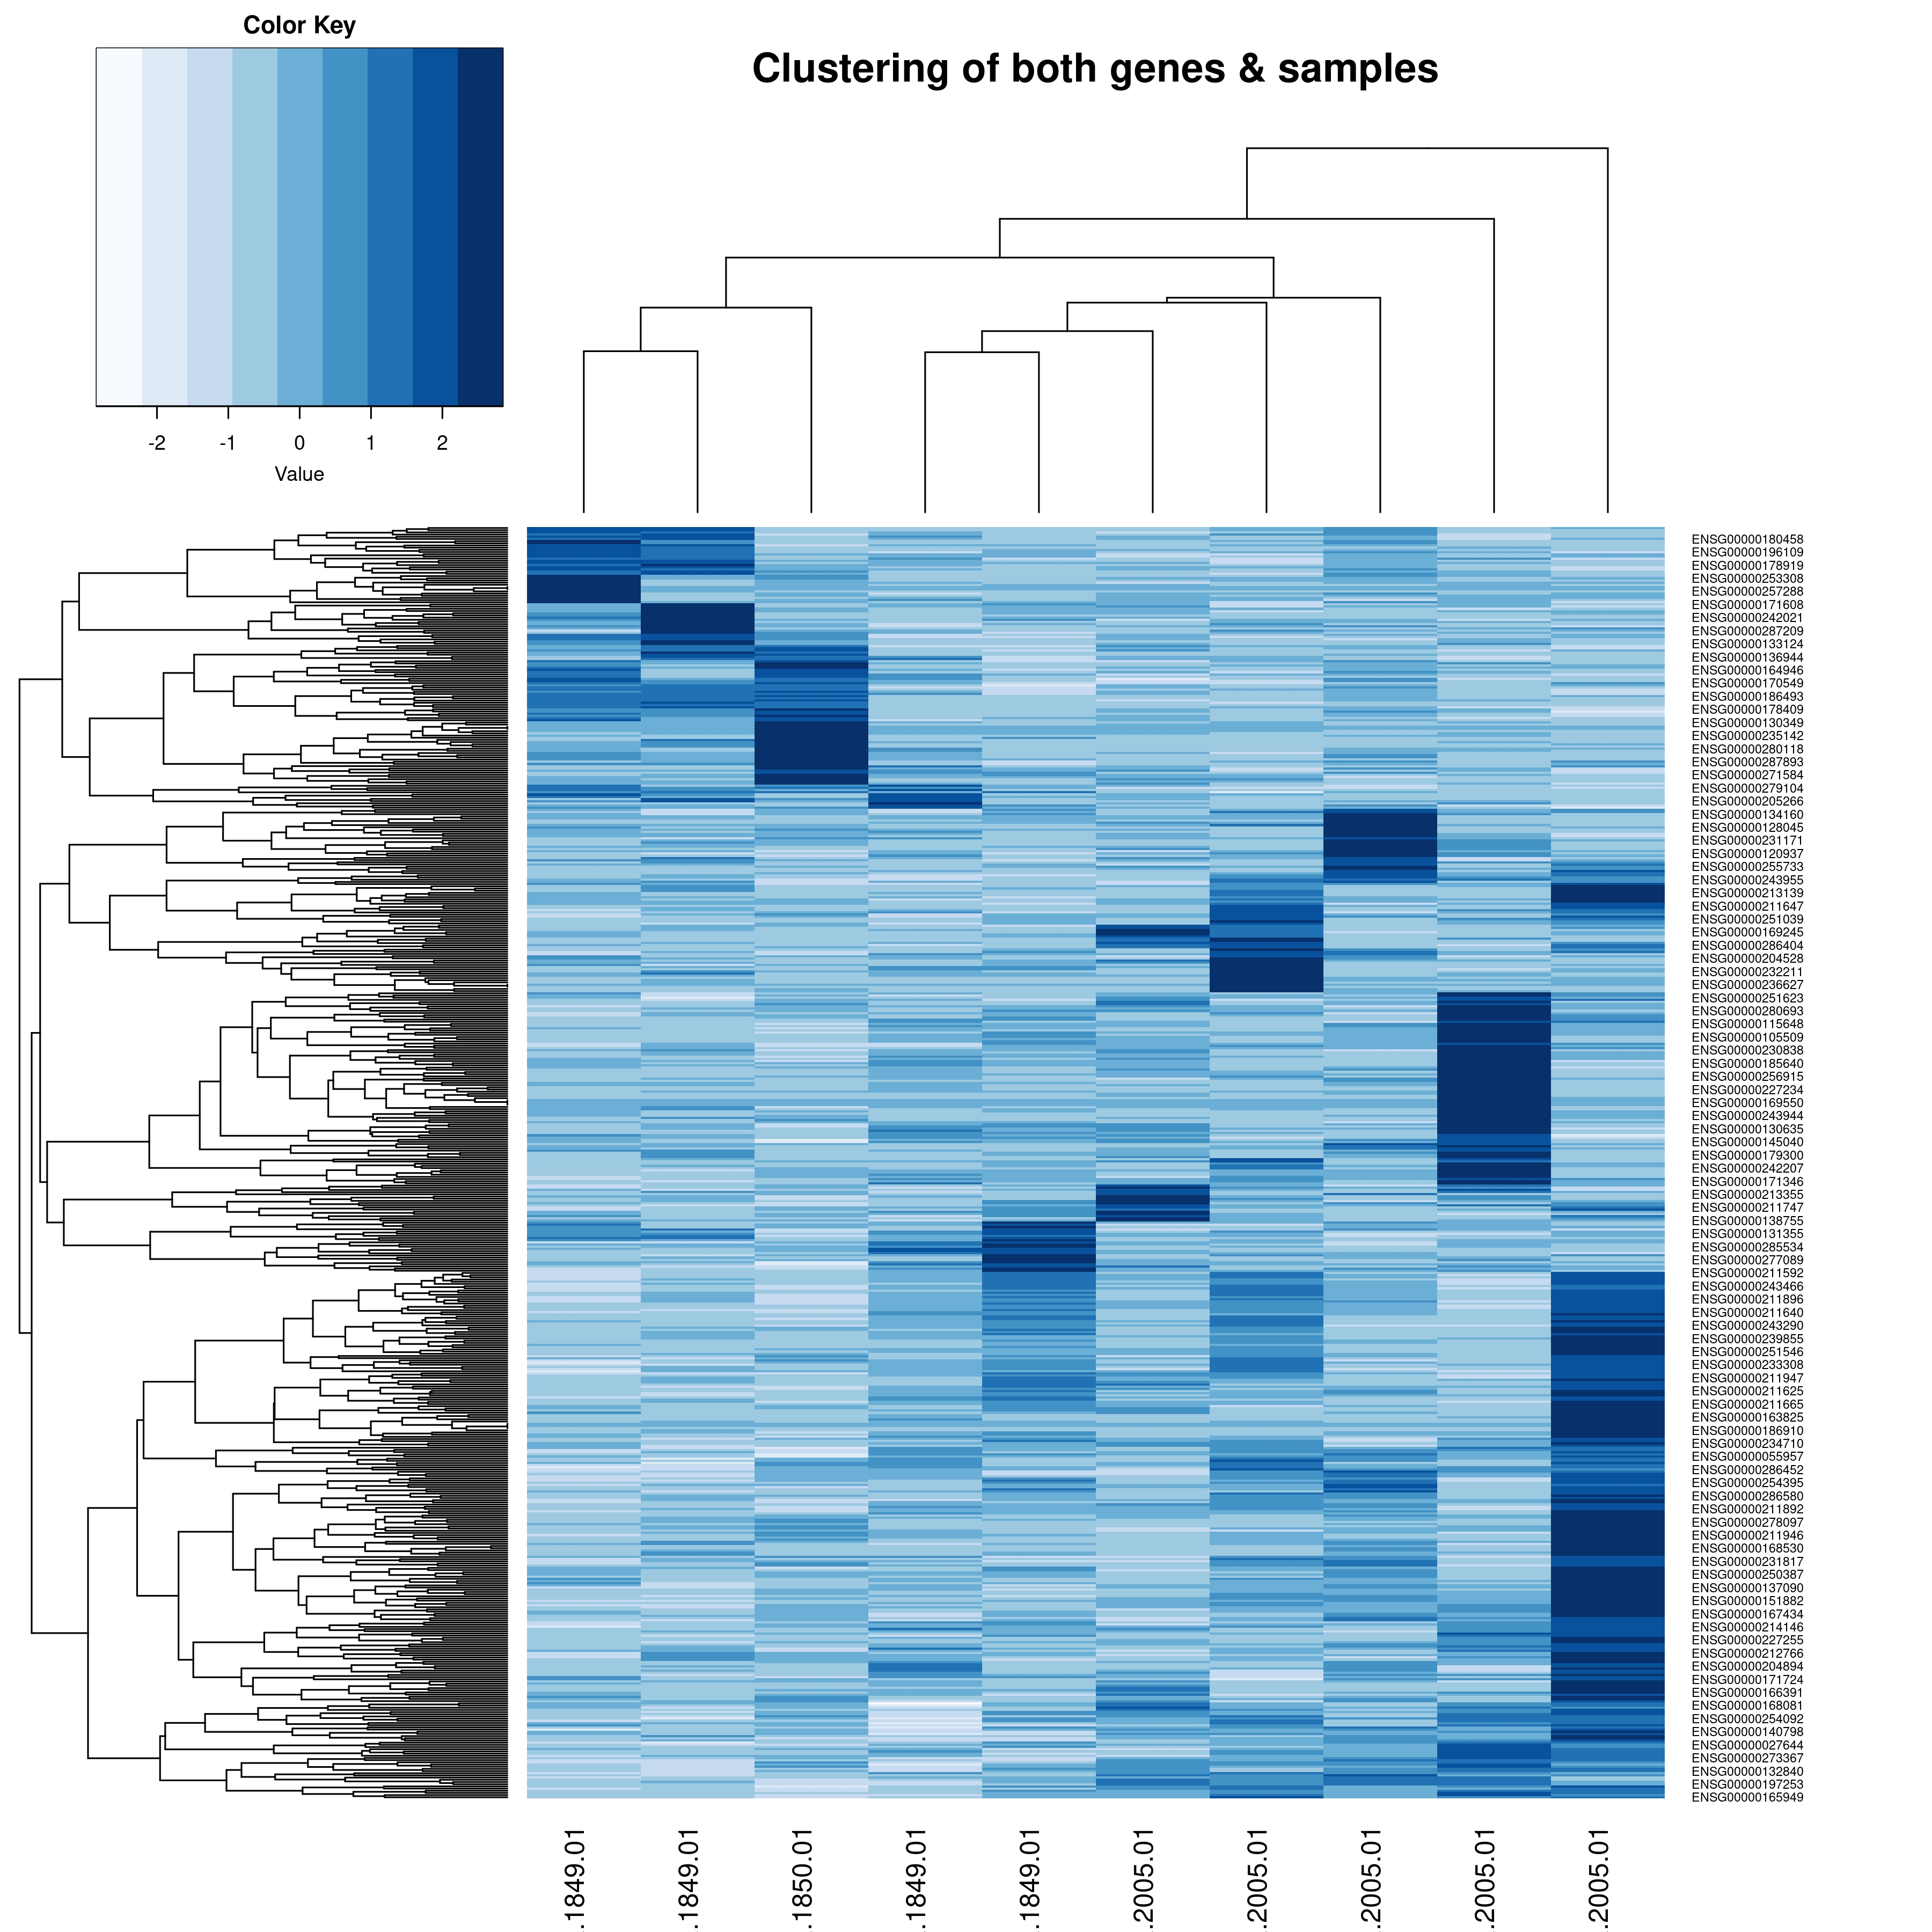 Color Key
Clustering of both genes & samples
-2 -1 0 1 2
Value
ENSG00000180458
ENSG00000196109
ENSG00000178919
ENSG00000253308
ENSG00000257288
ENSG00000171608
ENSG00000242021
ENSG00000287209
ENSG00000133124
ENSG00000136944
ENSG00000164946
ENSG00000170549
ENSG00000186493
ENSG00000178409
ENSG00000130349
ENSG00000235142
ENSG00000280118
ENSG00000287893
ENSG00000271584
ENSG00000279104
ENSG00000205266
ENSG00000134160
ENSG00000128045
ENSG00000231171
ENSG00000120937
ENSG00000255733
ENSG00000243955
ENSG00000213139
ENSG00000211647
ENSG00000251039
ENSG00000169245
ENSG00000286404
ENSG00000204528
ENSG00000232211
ENSG00000236627
ENSG00000251623
ENSG00000280693
ENSG00000115648
ENSG00000105509
ENSG00000230838
ENSG00000185640
ENSG00000256915
ENSG00000227234
ENSG00000169550
ENSG00000243944
ENSG00000130635
ENSG00000145040
ENSG00000179300
ENSG00000242207
ENSG00000171346
ENSG00000213355
ENSG00000211747
ENSG00000138755
ENSG00000131355
ENSG00000285534
ENSG00000277089
ENSG00000211592
ENSG00000243466
ENSG00000211896
ENSG00000211640
ENSG00000243290
ENSG00000239855
ENSG00000251546
ENSG00000233308
ENSG00000211947
ENSG00000211625
ENSG00000211665
ENSG00000163825
ENSG00000186910
ENSG00000234710
ENSG00000055957
ENSG00000286452
ENSG00000254395
ENSG00000286580
ENSG00000211892
ENSG00000278097
ENSG00000211946
ENSG00000168530
ENSG00000231817
ENSG00000250387
ENSG00000137090
ENSG00000151882
ENSG00000167434
ENSG00000214146
ENSG00000227255
ENSG00000212766
ENSG00000204894
ENSG00000171724
ENSG00000166391
ENSG00000168081
ENSG00000254092
ENSG00000140798
ENSG00000027644
ENSG00000273367
ENSG00000132840
ENSG00000197253
ENSG00000165949
.1849.01
.1849.01
.1850.01
.1849.01
.1849.01
.2005.01
.2005.01
.2005.01
.2005.01
.2005.01